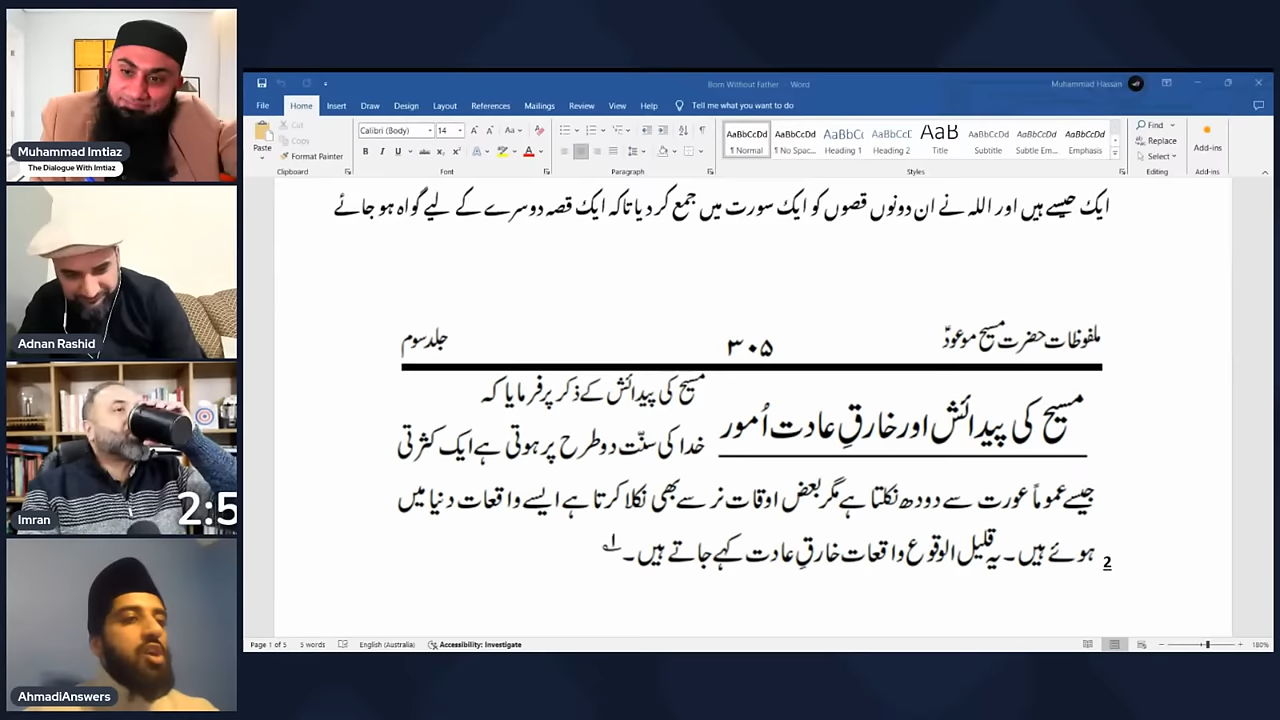 Muhammad Imtiaz
The Dialogue With Imtiaz
Adnan Rashid
Imran
2:5
AhmadiAnswers
Born Without Father - Word
Muhammad Hassan
File Home Insert Draw Design Layout References Mailings Review View Help Tell me what you want to do
Paste
Cut
Copy
Format Painter
Clipboard
Calibri (Body) 14
Font
Paragraph
AaBbCcDd AaBbCcDd AaBbCc AaBbCcD AaB AaBbCcDd AaBbCcDd AaBbCcDd
¶ Normal ¶ No Spac... Heading 1 Heading 2 Title Subtitle Subtle Em... Emphasis
Styles
Find
Replace
Select
Editing
Add-ins
Add-ins
ایک جیسے ہیں اور اللہ نے ان دونوں قصوں کو ایک سورت میں جمع کر دیا تاکہ ایک قصہ دوسرے کے لیے گواہ ہو جائے
ملفوظات حضرت مسیح موعودؑ ۳۰۵ جلد سوم
مسیح کی پیدائش اور خارقِ عادت اُمور
مسیح کی پیدائش کے ذکر پر فرمایا کہ
خدا کی سنّت دو طرح پر ہوتی ہے ایک کثرتی
جیسے عموماً عورت سے دودھ نکلتا ہے مگر بعض اوقات نر سے بھی نکلا کرتا ہے ایسے واقعات دنیا میں
ہوئے ہیں۔ یہ قلیل الوقوع واقعات خارقِ عادت کہے جاتے ہیں۔ ۱؎
2
Page 1 of 5 5 words English (Australia) Accessibility: Investigate 180%